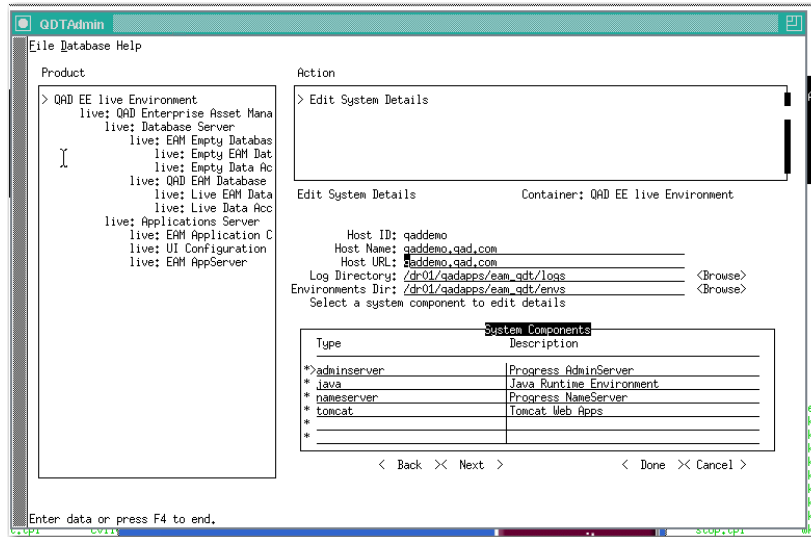 QDTAdmin
File Database Help
Product
> QAD EE live Environment
live: QAD Enterprise Asset Mana
live: Database Server
live: EAM Empty Databas
live: Empty EAM Dat
live: Empty Data Ac
live: QAD EAM Database
live: Live EAM Data
live: Live Data Acc
live: Applications Server
live: EAM Application C
live: UI Configuration
live: EAM AppServer
Action
> Edit System Details
Edit System Details Container: QAD EE live Environment
Host ID: qaddemo
Host Name: qaddemo.qad.com
Host URL: qaddemo.qad.com
Log Directory: /dr01/qadapps/eam_qdt/logs <Browse>
Environments Dir: /dr01/qadapps/eam_qdt/envs <Browse>
Select a system component to edit details
System Components
Type Description
*>adminserver Progress AdminServer
* java Java Runtime Environment
* nameserver Progress NameServer
* tomcat Tomcat Web Apps
*
*
< Back >< Next > < Done >< Cancel >
Enter data or press F4 to end.